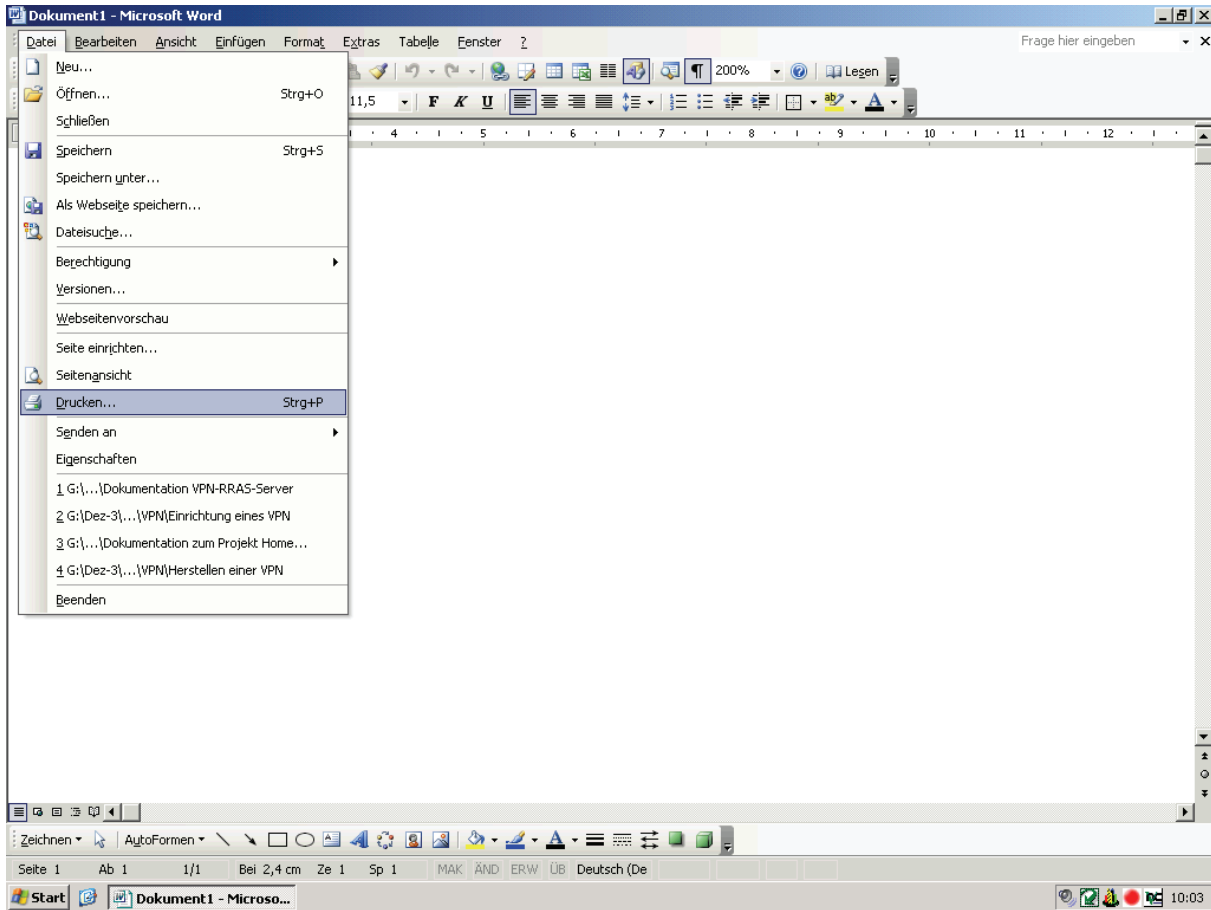 Dokument1 - Microsoft Word
Datei Bearbeiten Ansicht Einfügen Format Extras Tabelle Fenster ?
Frage hier eingeben
200% Lesen
11,5 F K U
4 5 6 7 8 9 10 11 12
Neu...
Öffnen... Strg+O
Schließen
Speichern Strg+S
Speichern unter...
Als Webseite speichern...
Dateisuche...
Berechtigung
Versionen...
Webseitenvorschau
Seite einrichten...
Seitenansicht
Drucken... Strg+P
Senden an
Eigenschaften
1 G:\...\Dokumentation VPN-RRAS-Server
2 G:\Dez-3\...\VPN\Einrichtung eines VPN
3 G:\...\Dokumentation zum Projekt Home...
4 G:\Dez-3\...\VPN\Herstellen einer VPN
Beenden
Zeichnen AutoFormen
Seite 1 Ab 1 1/1 Bei 2,4 cm Ze 1 Sp 1 MAK ÄND ERW ÜB Deutsch (De
Start Dokument1 - Microso... 10:03